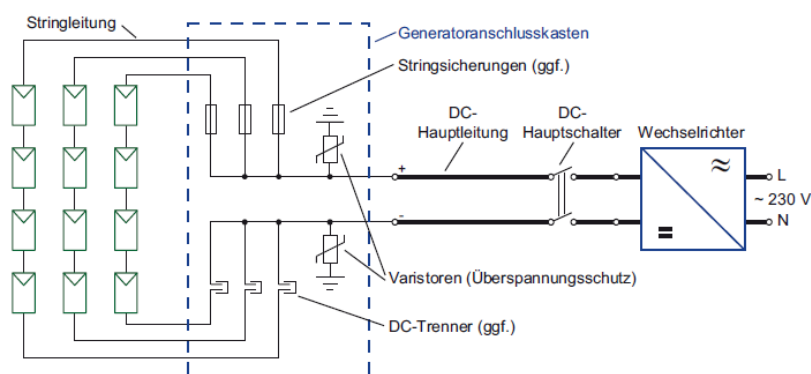 Stringleitung
Generatoranschlusskasten
Stringsicherungen (ggf.)
DC-
Hauptleitung
DC-
Hauptschalter
Wechselrichter
+
-
≈
=
L
~ 230 V
N
Varistoren (Überspannungsschutz)
DC-Trenner (ggf.)